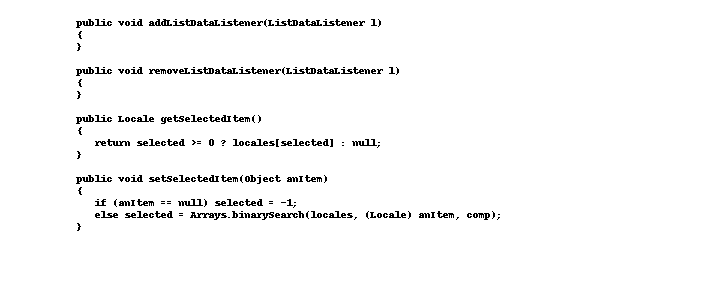 public void addListDataListener(ListDataListener l)
{
}
public void removeListDataListener(ListDataListener l)
{
}
public Locale getSelectedItem()
{
return selected >= 0 ? locales[selected] : null;
}
public void setSelectedItem(Object anItem)
{
if (anItem == null) selected = -1;
else selected = Arrays.binarySearch(locales, (Locale) anItem, comp);
}